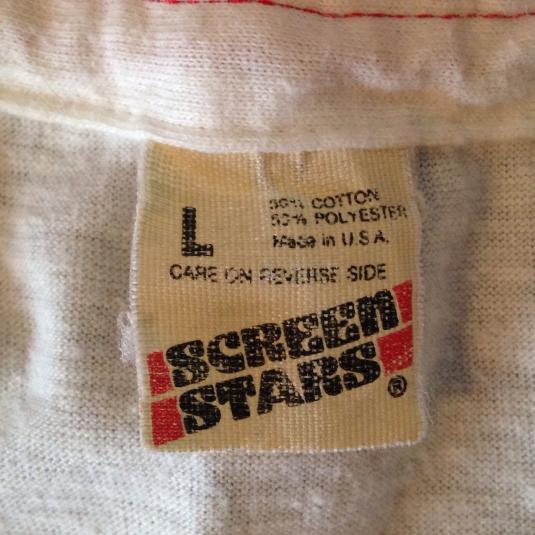 L
50% COTTON
50% POLYESTER
Made in U.S.A.
CARE ON REVERSE SIDE
SCREEN
STARS®